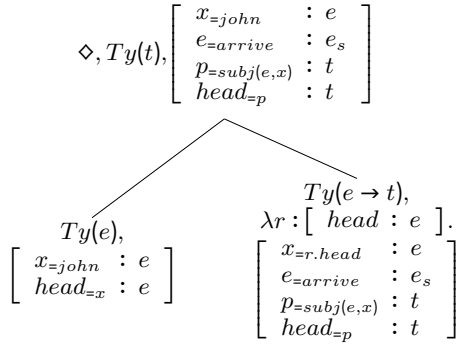 ◇, Ty(t), [ x₌ⱼₒₕₙ : e
e₌arrive : eₛ
p₌subj(e,x) : t
head₌p : t ]
Ty(e),
[ x₌john : e
head₌x : e ]
Ty(e → t),
λr : [ head : e ].
[ x₌r.head : e
e₌arrive : eₛ
p₌subj(e,x) : t
head₌p : t ]